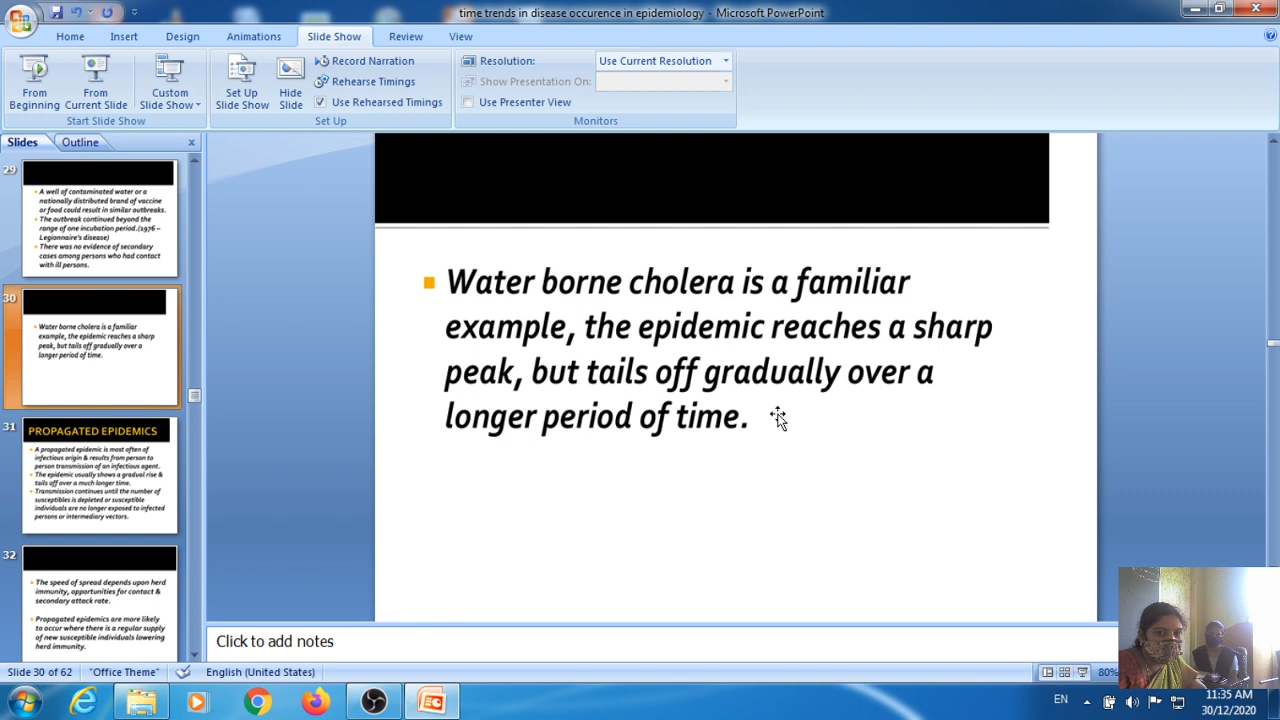 time trends in disease occurence in epidemiology - Microsoft PowerPoint
Home Insert Design Animations Slide Show Review View
From Beginning
From Current Slide
Custom Slide Show
Start Slide Show
Set Up Slide Show
Hide Slide
Record Narration
Rehearse Timings
Use Rehearsed Timings
Set Up
Resolution: Use Current Resolution
Show Presentation On:
Use Presenter View
Monitors
Slides Outline
29
A well of contaminated water or a
nationally distributed brand of vaccine
or food could result in similar outbreaks.
The outbreak continued beyond the
range of one incubation period.(1976 –
Legionnaire's disease)
There was no evidence of secondary
cases among persons who had contact
with ill persons.
30
Water borne cholera is a familiar
example, the epidemic reaches a sharp
peak, but tails off gradually over a
longer period of time.
31
PROPAGATED EPIDEMICS
A propagated epidemic is most often of
infectious origin & results from person to
person transmission of an infectious agent.
The epidemic usually shows a gradual rise &
tails off over a much longer time.
Transmission continues until the number of
susceptibles is depleted or susceptible
individuals are no longer exposed to infected
persons or intermediary vectors.
32
The speed of spread depends upon herd
immunity, opportunities for contact &
secondary attack rate.
Propagated epidemics are more likely
to occur where there is a regular supply
of new susceptible individuals lowering
herd immunity.
Water borne cholera is a familiar
example, the epidemic reaches a sharp
peak, but tails off gradually over a
longer period of time.
Click to add notes
Slide 30 of 62 "Office Theme" English (United States) 80%
EN 11:35 AM
30/12/2020